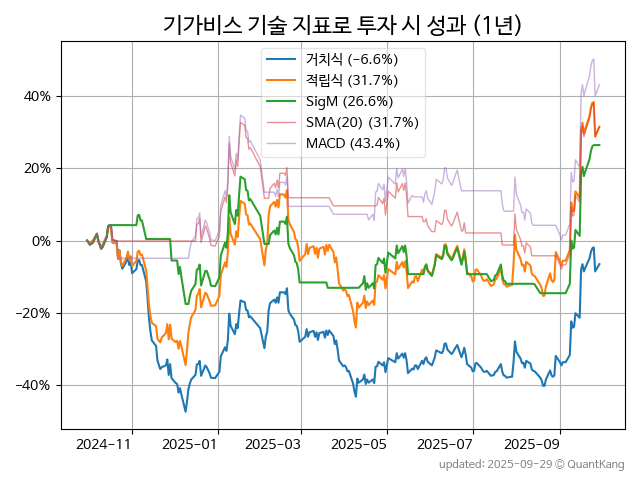 기가비스 기술 지표로 투자 시 성과 (1년)
거치식 (-6.6%)
적립식 (31.7%)
SigM (26.6%)
SMA(20) (31.7%)
MACD (43.4%)
40%
20%
0%
−20%
−40%
2024-11 2025-01 2025-03 2025-05 2025-07 2025-09
updated: 2025-09-29 © QuantKang